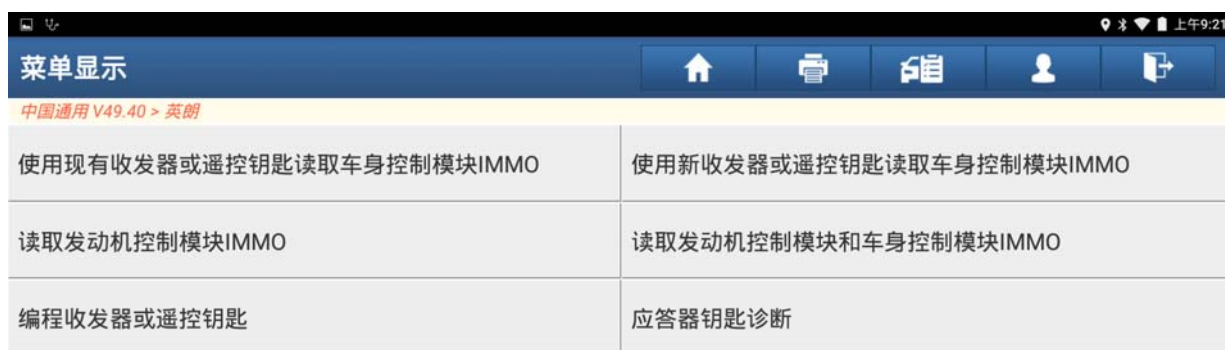 上午9:21
菜单显示
中国通用 V49.40 > 英朗
使用现有收发器或遥控钥匙读取车身控制模块IMMO
使用新收发器或遥控钥匙读取车身控制模块IMMO
读取发动机控制模块IMMO
读取发动机控制模块和车身控制模块IMMO
编程收发器或遥控钥匙
应答器钥匙诊断